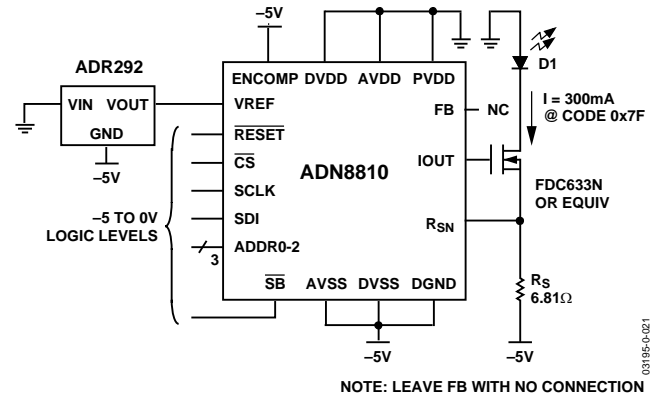 –5V
ADR292
VIN VOUT
GND
–5V
–5 TO 0V
LOGIC LEVELS
3
ENCOMP DVDD AVDD PVDD
VREF
RESET
CS
SCLK
SDI
ADDR0-2
SB AVSS DVSS DGND
ADN8810
FB
NC
IOUT
RSN
–5V
D1
I = 300mA
@ CODE 0x7F
FDC633N
OR EQUIV
RS
6.81Ω
–5V
03195-0-021
NOTE: LEAVE FB WITH NO CONNECTION